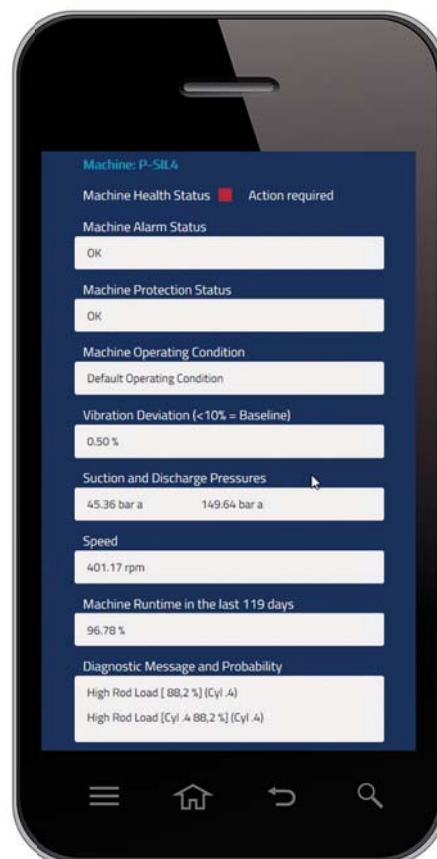 Machine: P-SIL4
Machine Health Status Action required
Machine Alarm Status
OK
Machine Protection Status
OK
Machine Operating Condition
Default Operating Condition
Vibration Deviation (<10% = Baseline)
0.50 %
Suction and Discharge Pressures
45.36 bar a 149.64 bar a
Speed
401.17 rpm
Machine Runtime in the last 119 days
96.78 %
Diagnostic Message and Probability
High Rod Load [ 88,2 %] (Cyl .4)
High Rod Load [Cyl .4 88,2 %] (Cyl .4)